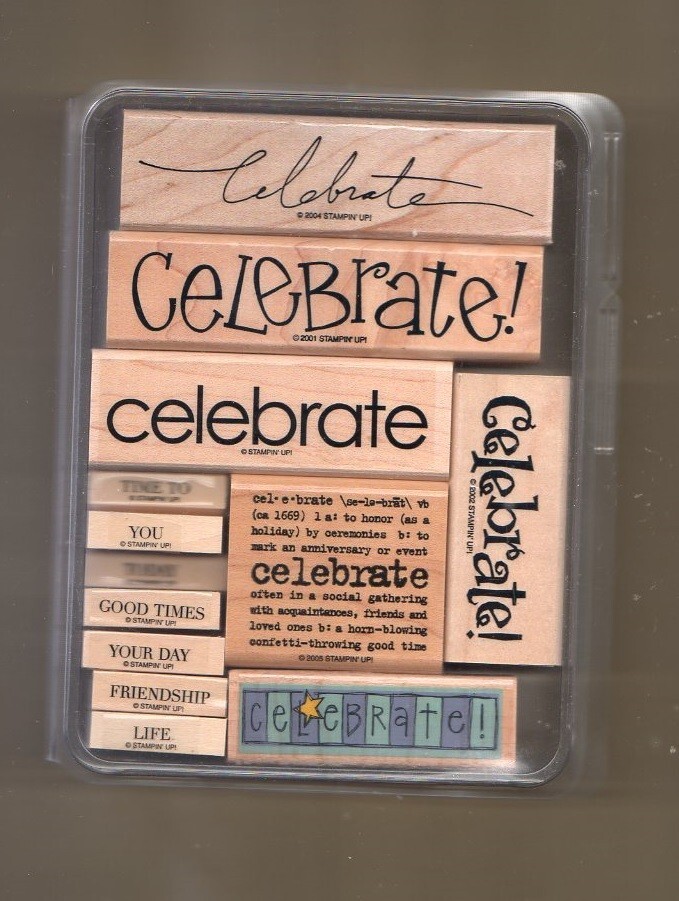 Celebrate
© 2004 STAMPIN' UP!
CELEBrate!
© 2001 STAMPIN' UP!
celebrate
© STAMPIN' UP!
Celebrate!
© 2002 STAMPIN' UP!
TIME TO
© STAMPIN' UP!
YOU
© STAMPIN' UP!
GOOD TIMES
© STAMPIN' UP!
YOUR DAY
© STAMPIN' UP!
FRIENDSHIP
© STAMPIN' UP!
LIFE
© STAMPIN' UP!
cel·e·brate \se-le-brāt\ vb
(ca 1669) 1 a: to honor (as a
holiday) by ceremonies b: to
mark an anniversary or event
celebrate
often in a social gathering
with acquaintances, friends and
loved ones b: a horn-blowing
confetti-throwing good time
© 2005 STAMPIN' UP!
CeLeBRate!